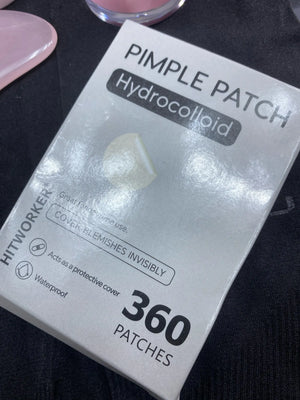 PIMPLE PATCH
Hydrocolloid
COVER BLEMISHES INVISIBLY
Acts as a protective cover
Waterproof
HITWORKER
360
PATCHES